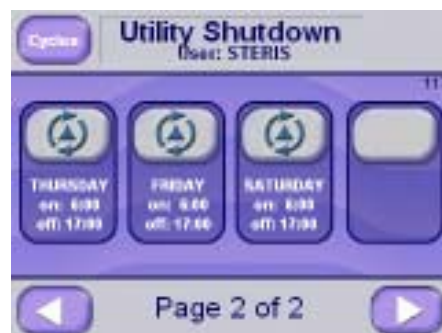 Cycles
Utility Shutdown
User: STERIS
11
THURSDAY
on: 6:00
off: 17:00
FRIDAY
on: 6:00
off: 17:00
SATURDAY
on: 6:00
off: 17:00
Page 2 of 2